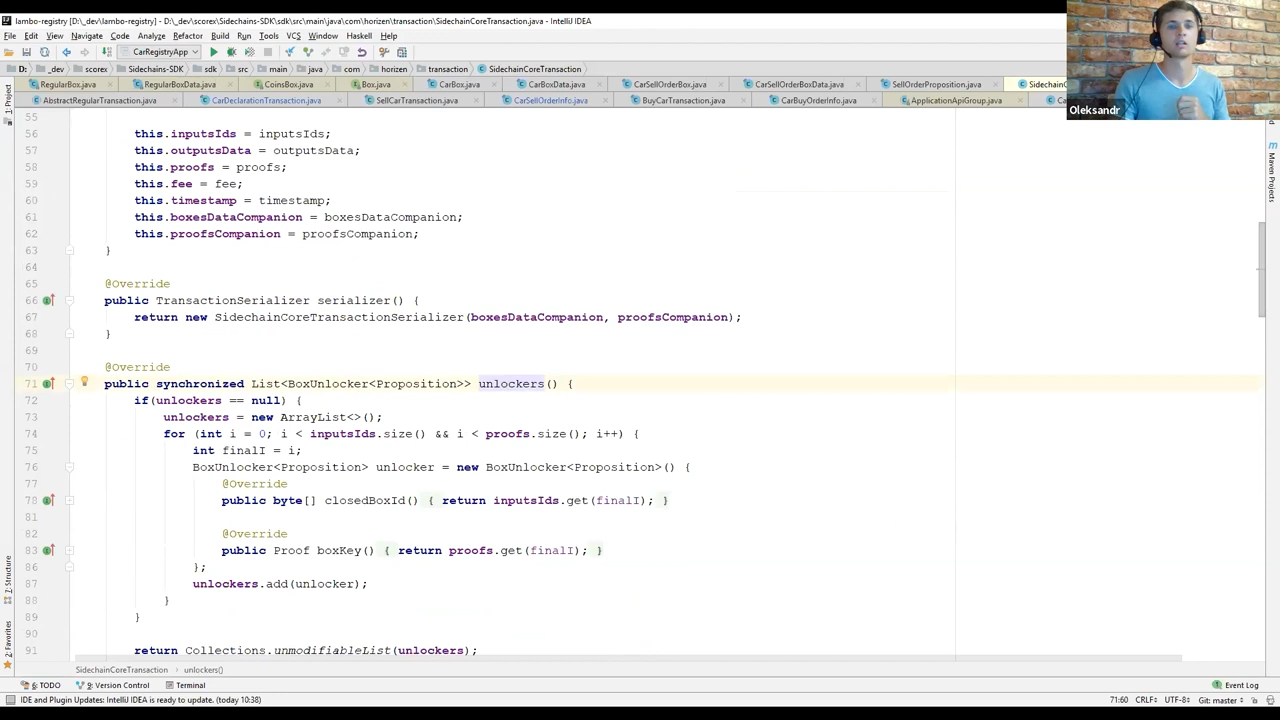 lambo-registry [D:\_dev/lambo-registry] - D:\_dev/scorex\Sidechains-SDK\sdk\src\main\java\com\horizen\transaction\SidechainCoreTransaction.java - IntelliJ IDEA
File Edit View Navigate Code Analyze Refactor Build Run Tools VCS Window Haskell Help
CarRegistryApp
D: _dev scorex Sidechains-SDK sdk src main java com horizen transaction SidechainCoreTransaction.java
RegularBox.java RegularBoxData.java CoinsBox.java Box.java CarBox.java CarBoxData.java CarSellOrderBox.java CarSellOrderBoxData.java SellOrderProposition.java
AbstractRegularTransaction.java CarDeclarationTransaction.java SellCarTransaction.java CarSellOrderInfo.java BuyCarTransaction.java CarBuyOrderInfo.java ApplicationApiGroup.java
Oleksandr
1: Project
Maven Projects
55
56 this.inputsIds = inputsIds;
57 this.outputsData = outputsData;
58 this.proofs = proofs;
59 this.fee = fee;
60 this.timestamp = timestamp;
61 this.boxesDataCompanion = boxesDataCompanion;
62 this.proofsCompanion = proofsCompanion;
63 }
64
65 @Override
66 public TransactionSerializer serializer() {
67 return new SidechainCoreTransactionSerializer(boxesDataCompanion, proofsCompanion);
68 }
69
70 @Override
71 public synchronized List<BoxUnlocker<Proposition>> unlockers() {
72 if(unlockers == null) {
73 unlockers = new ArrayList<>();
74 for (int i = 0; i < inputsIds.size() && i < proofs.size(); i++) {
75 int finalI = i;
76 BoxUnlocker<Proposition> unlocker = new BoxUnlocker<Proposition>() {
77 @Override
78 public byte[] closedBoxId() { return inputsIds.get(finalI); }
81
82 @Override
83 public Proof boxKey() { return proofs.get(finalI); }
86 };
87 unlockers.add(unlocker);
88 }
89 }
90
91 return Collections.unmodifiableList(unlockers);
7: Structure
2: Favorites
SidechainCoreTransaction unlockers()
6: TODO 9: Version Control Terminal Event Log
IDE and Plugin Updates: IntelliJ IDEA is ready to update. (today 10:38) 71:60 CRLF UTF-8 Git: master